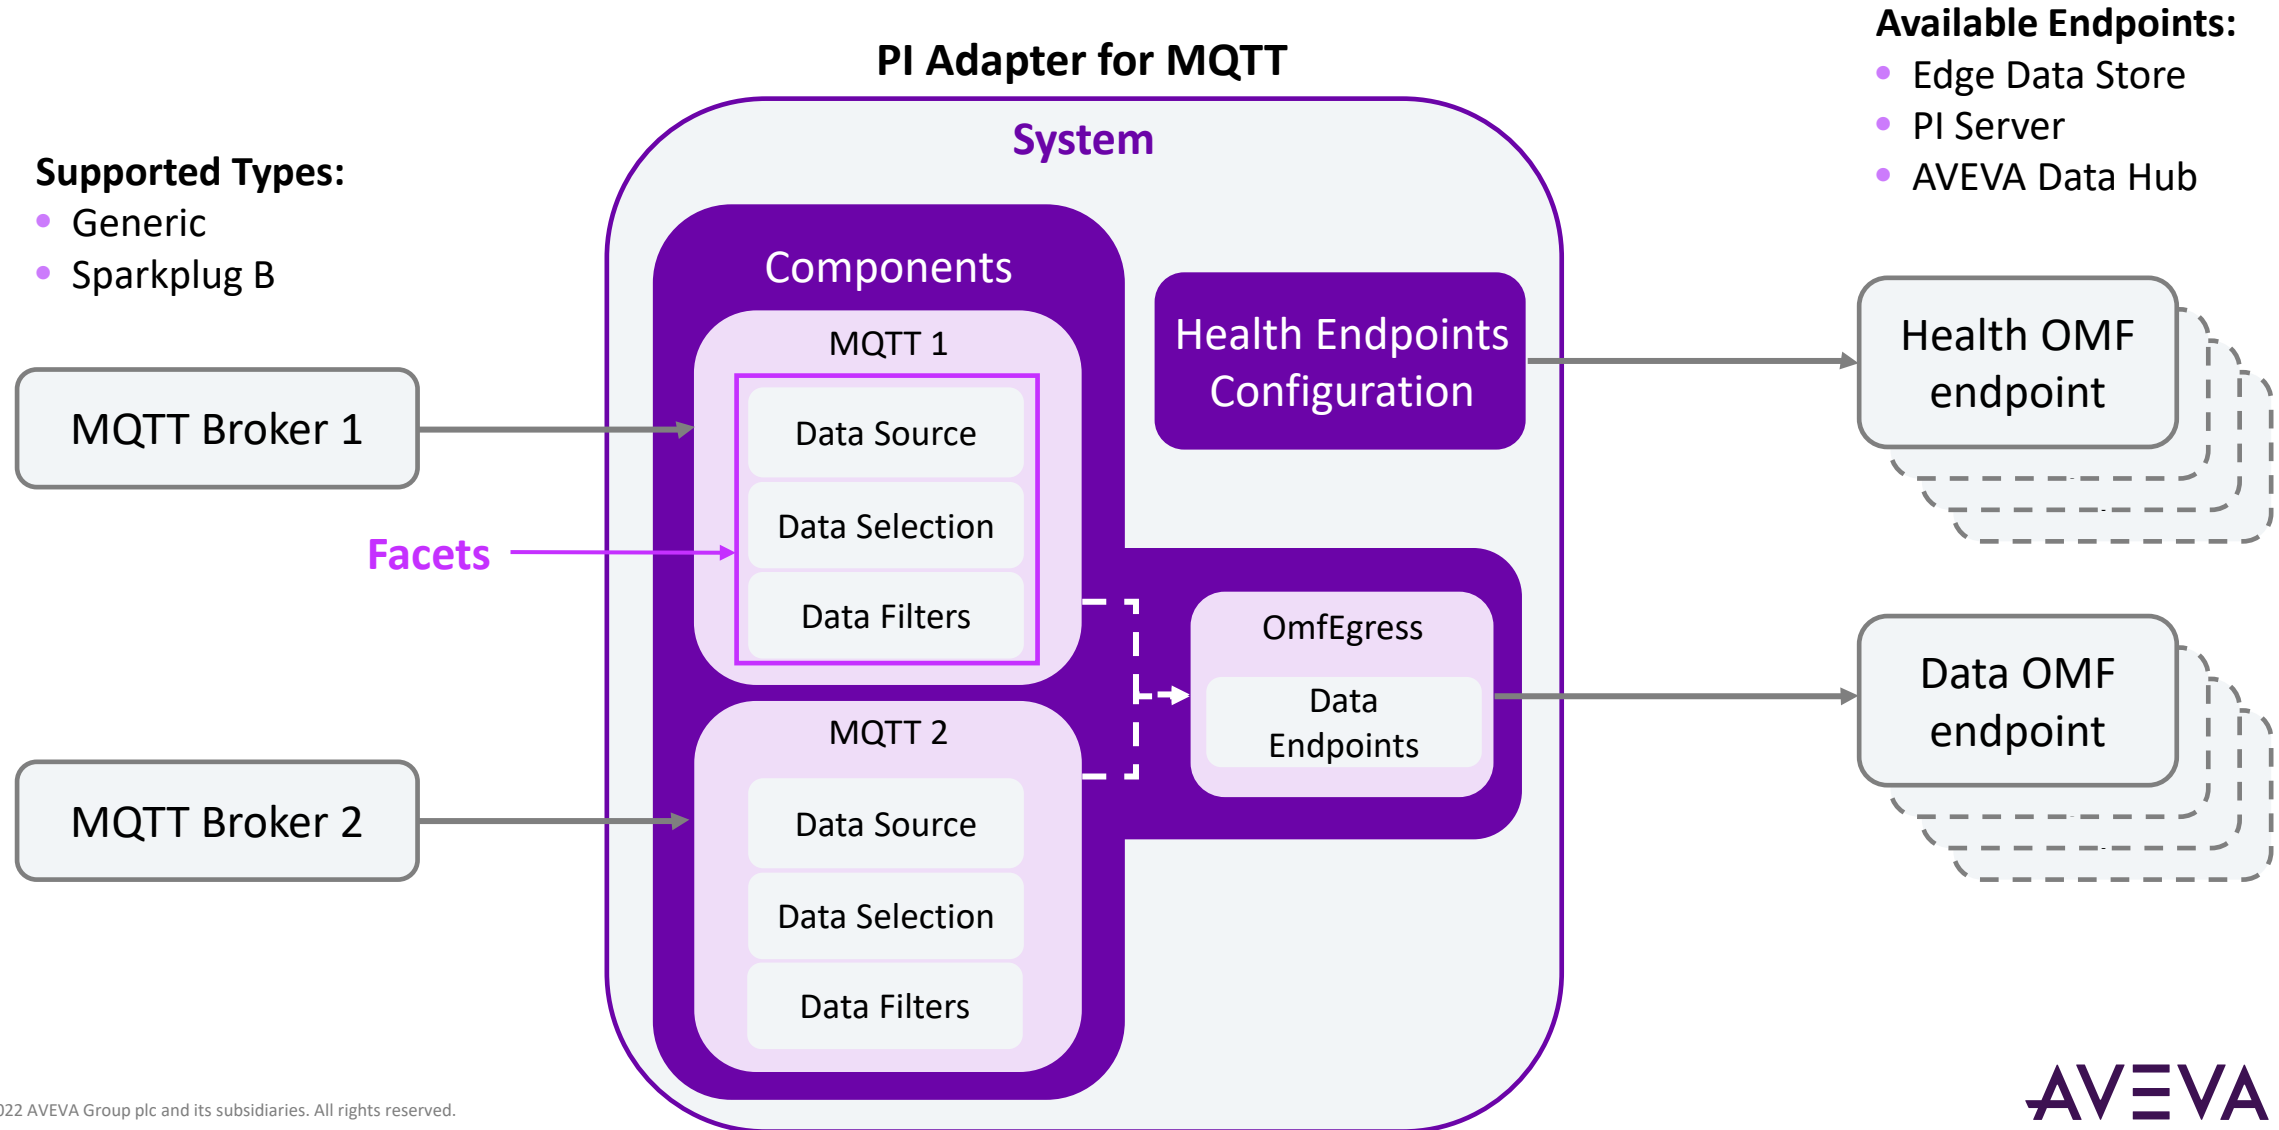 PI Adapter for MQTT
Available Endpoints:
• Edge Data Store
• PI Server
• AVEVA Data Hub
System
Supported Types:
• Generic
• Sparkplug B
Components
MQTT 1
Data Source
Data Selection
Data Filters
Health Endpoints
Configuration
Health OMF
endpoint
MQTT Broker 1
Facets
OmfEgress
Data
Endpoints
Data OMF
endpoint
MQTT 2
Data Source
Data Selection
Data Filters
MQTT Broker 2
022 AVEVA Group plc and its subsidiaries. All rights reserved.
AVEVA